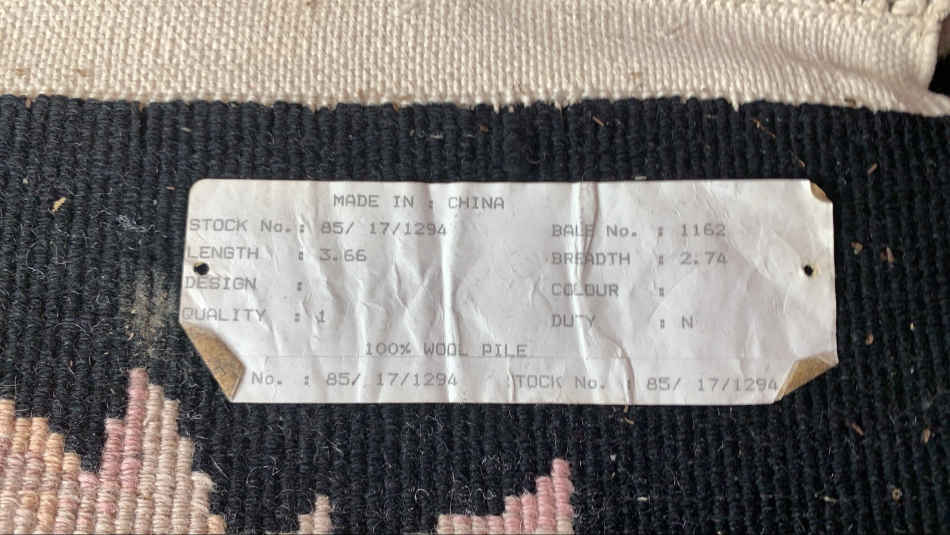 MADE IN : CHINA
STOCK No. : 85/ 17/1294 BALE No. : 1162
LENGTH : 3.66 BREADTH : 2.74
DESIGN : COLOUR :
QUALITY : 1 DUTY : N
100% WOOL PILE
No. : 85/ 17/1294 STOCK No. : 85/ 17/1294